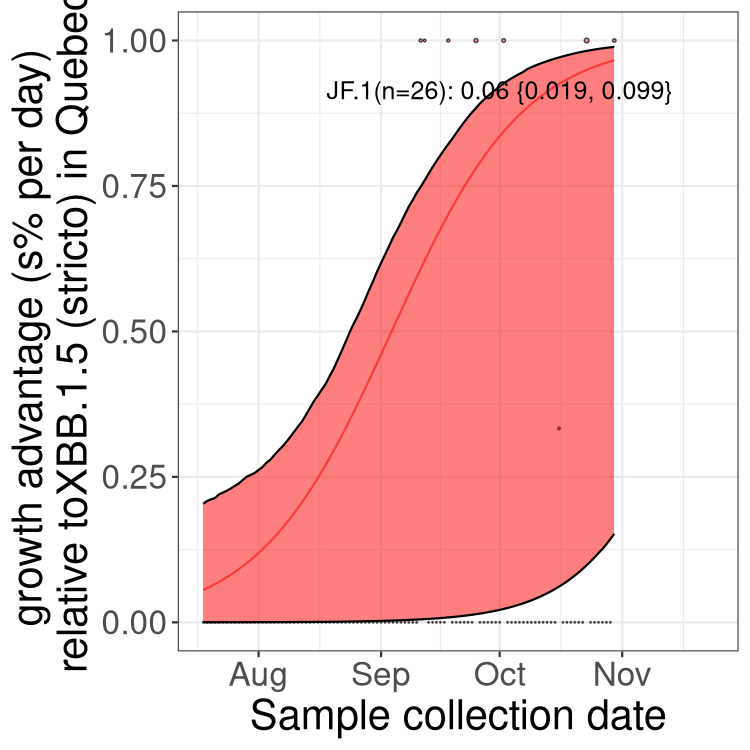 growth advantage (s% per day)
relative toXBB.1.5 (stricto) in Quebec
1.00
0.75
0.50
0.25
0.00
JF.1(n=26): 0.06 {0.019, 0.099}
Aug Sep Oct Nov
Sample collection date